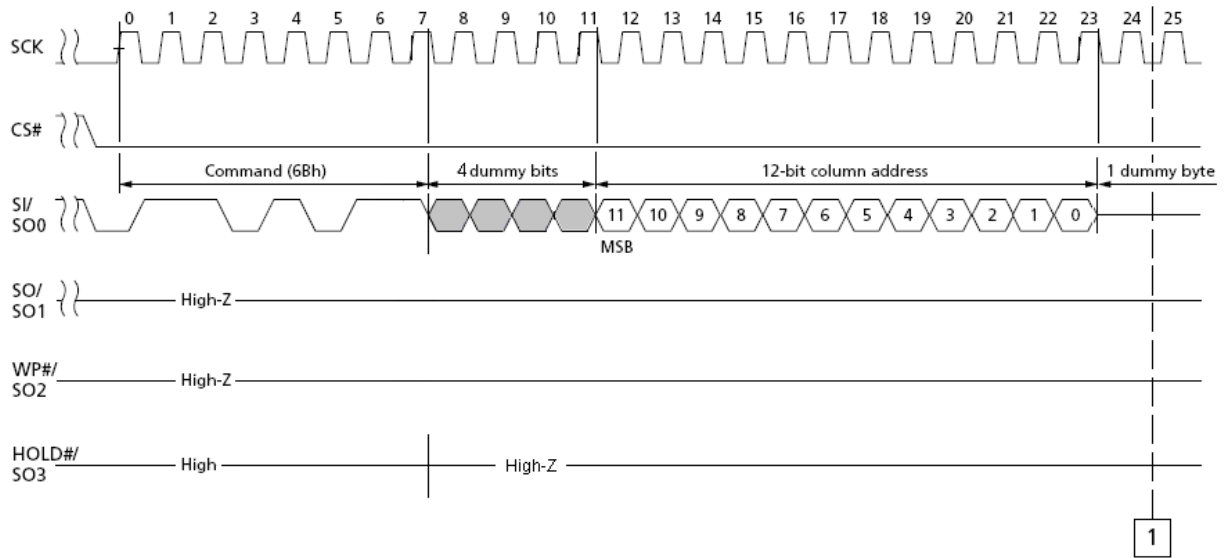 0 1 2 3 4 5 6 7 8 9 10 11 12 13 14 15 16 17 18 19 20 21 22 23 24 25
SCK
CS#
Command (6Bh) 4 dummy bits 12-bit column address 1 dummy byte
SI/
SO0
11 10 9 8 7 6 5 4 3 2 1 0
MSB
SO/
SO1
High-Z
WP#/
SO2
High-Z
HOLD#/
SO3
High High-Z
1